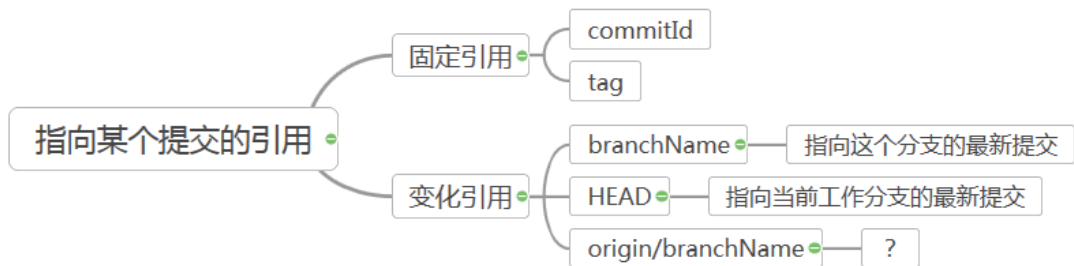 指向某个提交的引用
固定引用
commitId
tag
变化引用
branchName
指向这个分支的最新提交
HEAD
指向当前工作分支的最新提交
origin/branchName
?